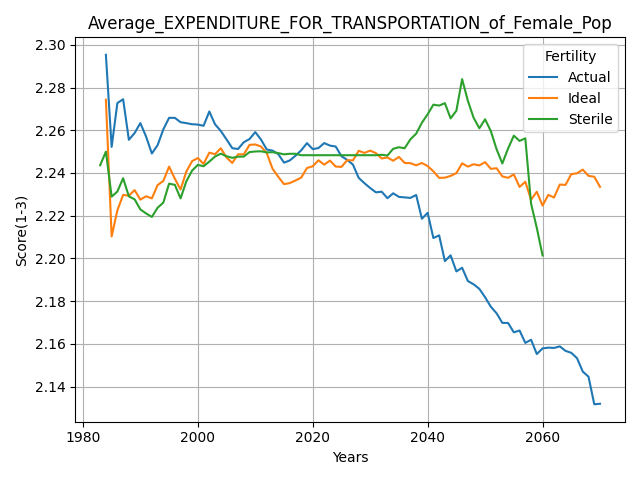 Average_EXPENDITURE_FOR_TRANSPORTATION_of_Female_Pop
2.30
2.28
2.26
2.24
2.22
2.20
2.18
2.16
2.14
Score(1-3)
Fertility
Actual
Ideal
Sterile
1980
2000
2020
2040
2060
Years